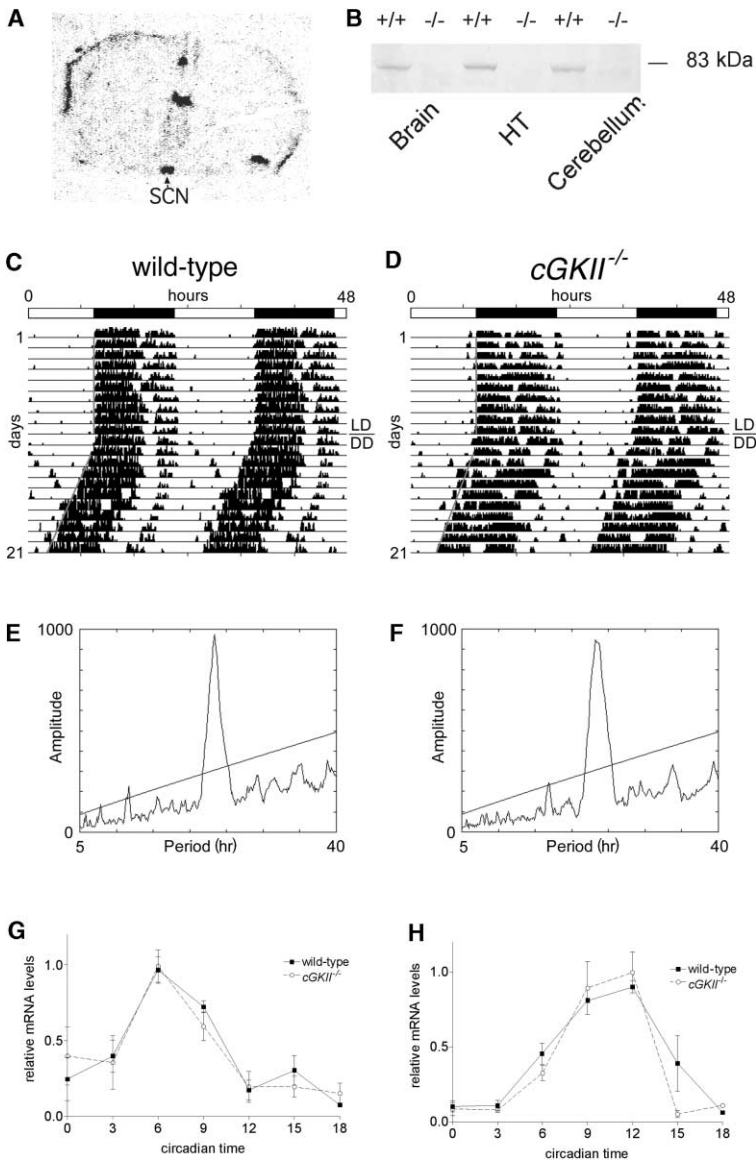 A
SCN
B
+/+ -/- +/+ -/- +/+ -/-
83 kDa
Brain
HT
Cerebellum
C
wild-type
0 hours 48
1
days
LD
DD
21
D
cGKII-/-
0 hours 48
1
days
LD
DD
21
E
1000
Amplitude
0
5 Period (hr) 40
F
1000
Amplitude
0
5 Period (hr) 40
G
relative mRNA levels
1.0
0.5
0.0
0 3 6 9 12 15 18
circadian time
wild-type
cGKII-/-
H
relative mRNA levels
1.0
0.5
0.0
0 3 6 9 12 15 18
circadian time
wild-type
cGKII-/-